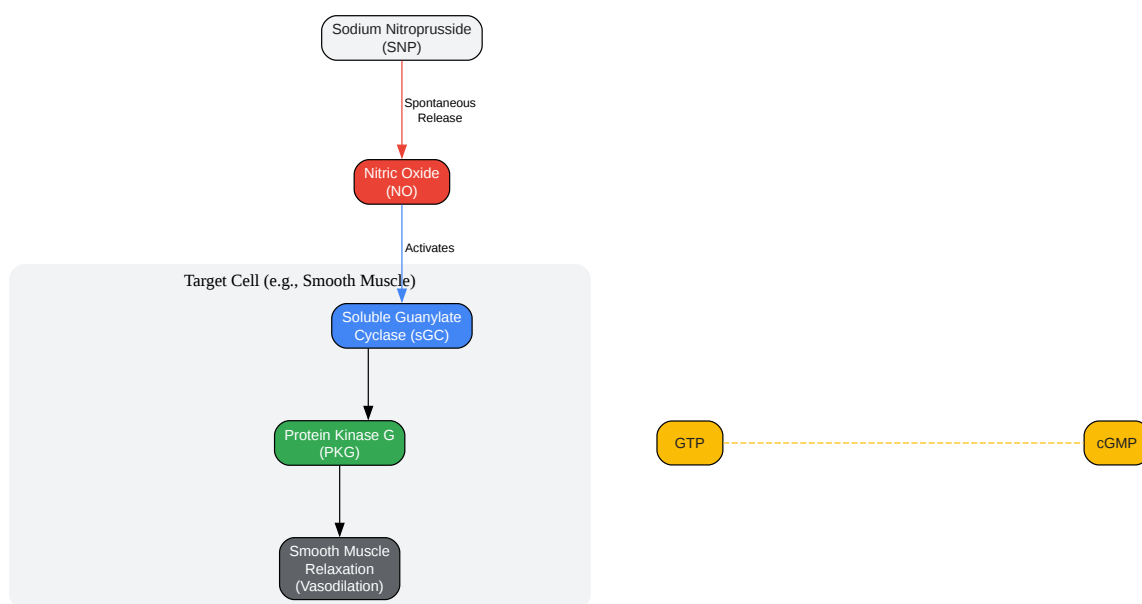 Sodium Nitroprusside
(SNP)
Spontaneous
Release
Nitric Oxide
(NO)
Activates
Target Cell (e.g., Smooth Muscle)
Soluble Guanylate
Cyclase (sGC)
Protein Kinase G
(PKG)
GTP
cGMP
Smooth Muscle
Relaxation
(Vasodilation)